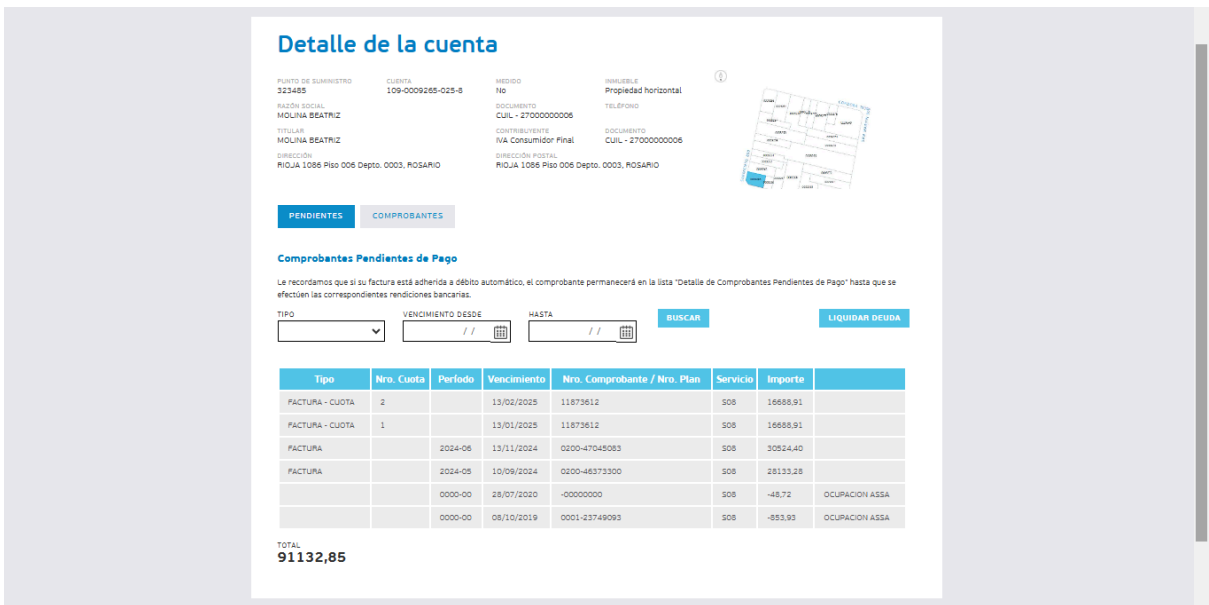 Detalle de la cuenta
PUNTO DE SUMINISTRO CUENTA MEDIDO INMUEBLE
323485 109-0009265-025-8 No Propiedad horizontal
RAZÓN SOCIAL DOCUMENTO TELÉFONO
MOLINA BEATRIZ CUIL - 27000000006
TITULAR CONTRIBUYENTE DOCUMENTO
MOLINA BEATRIZ IVA Consumidor Final CUIL - 27000000006
DIRECCIÓN DIRECCIÓN POSTAL
RIOJA 1086 Piso 006 Depto. 0003, ROSARIO RIOJA 1086 Piso 006 Depto. 0003, ROSARIO
PENDIENTES COMPROBANTES
Comprobantes Pendientes de Pago
Le recordamos que si su factura está adherida a débito automático, el comprobante permanecerá en la lista "Detalle de Comprobantes Pendientes de Pago" hasta que se
efectúen las correspondientes rendiciones bancarias.
TIPO VENCIMIENTO DESDE HASTA
/ / / / BUSCAR LIQUIDAR DEUDA
Tipo Nro. Cuota Período Vencimiento Nro. Comprobante / Nro. Plan Servicio Importe
FACTURA - CUOTA 2 13/02/2025 11873612 S08 16688,91
FACTURA - CUOTA 1 13/01/2025 11873612 S08 16688,91
FACTURA 2024-06 13/11/2024 0200-47045083 S08 30524,40
FACTURA 2024-05 10/09/2024 0200-46373300 S08 28133,28
0000-00 28/07/2020 -00000000 S08 -48,72 OCUPACION ASSA
0000-00 08/10/2019 0001-23749093 S08 -853,93 OCUPACION ASSA
TOTAL
91132,85